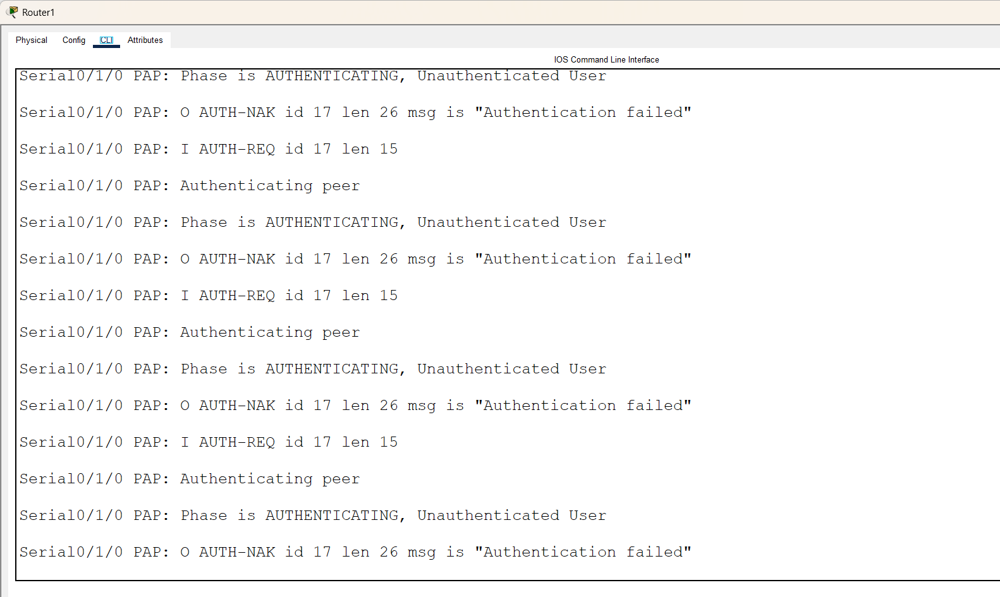 Router1
Physical Config CLI Attributes
IOS Command Line Interface
Serial0/1/0 PAP: Phase is AUTHENTICATING, Unauthenticated User
Serial0/1/0 PAP: O AUTH-NAK id 17 len 26 msg is "Authentication failed"
Serial0/1/0 PAP: I AUTH-REQ id 17 len 15
Serial0/1/0 PAP: Authenticating peer
Serial0/1/0 PAP: Phase is AUTHENTICATING, Unauthenticated User
Serial0/1/0 PAP: O AUTH-NAK id 17 len 26 msg is "Authentication failed"
Serial0/1/0 PAP: I AUTH-REQ id 17 len 15
Serial0/1/0 PAP: Authenticating peer
Serial0/1/0 PAP: Phase is AUTHENTICATING, Unauthenticated User
Serial0/1/0 PAP: O AUTH-NAK id 17 len 26 msg is "Authentication failed"
Serial0/1/0 PAP: I AUTH-REQ id 17 len 15
Serial0/1/0 PAP: Authenticating peer
Serial0/1/0 PAP: Phase is AUTHENTICATING, Unauthenticated User
Serial0/1/0 PAP: O AUTH-NAK id 17 len 26 msg is "Authentication failed"